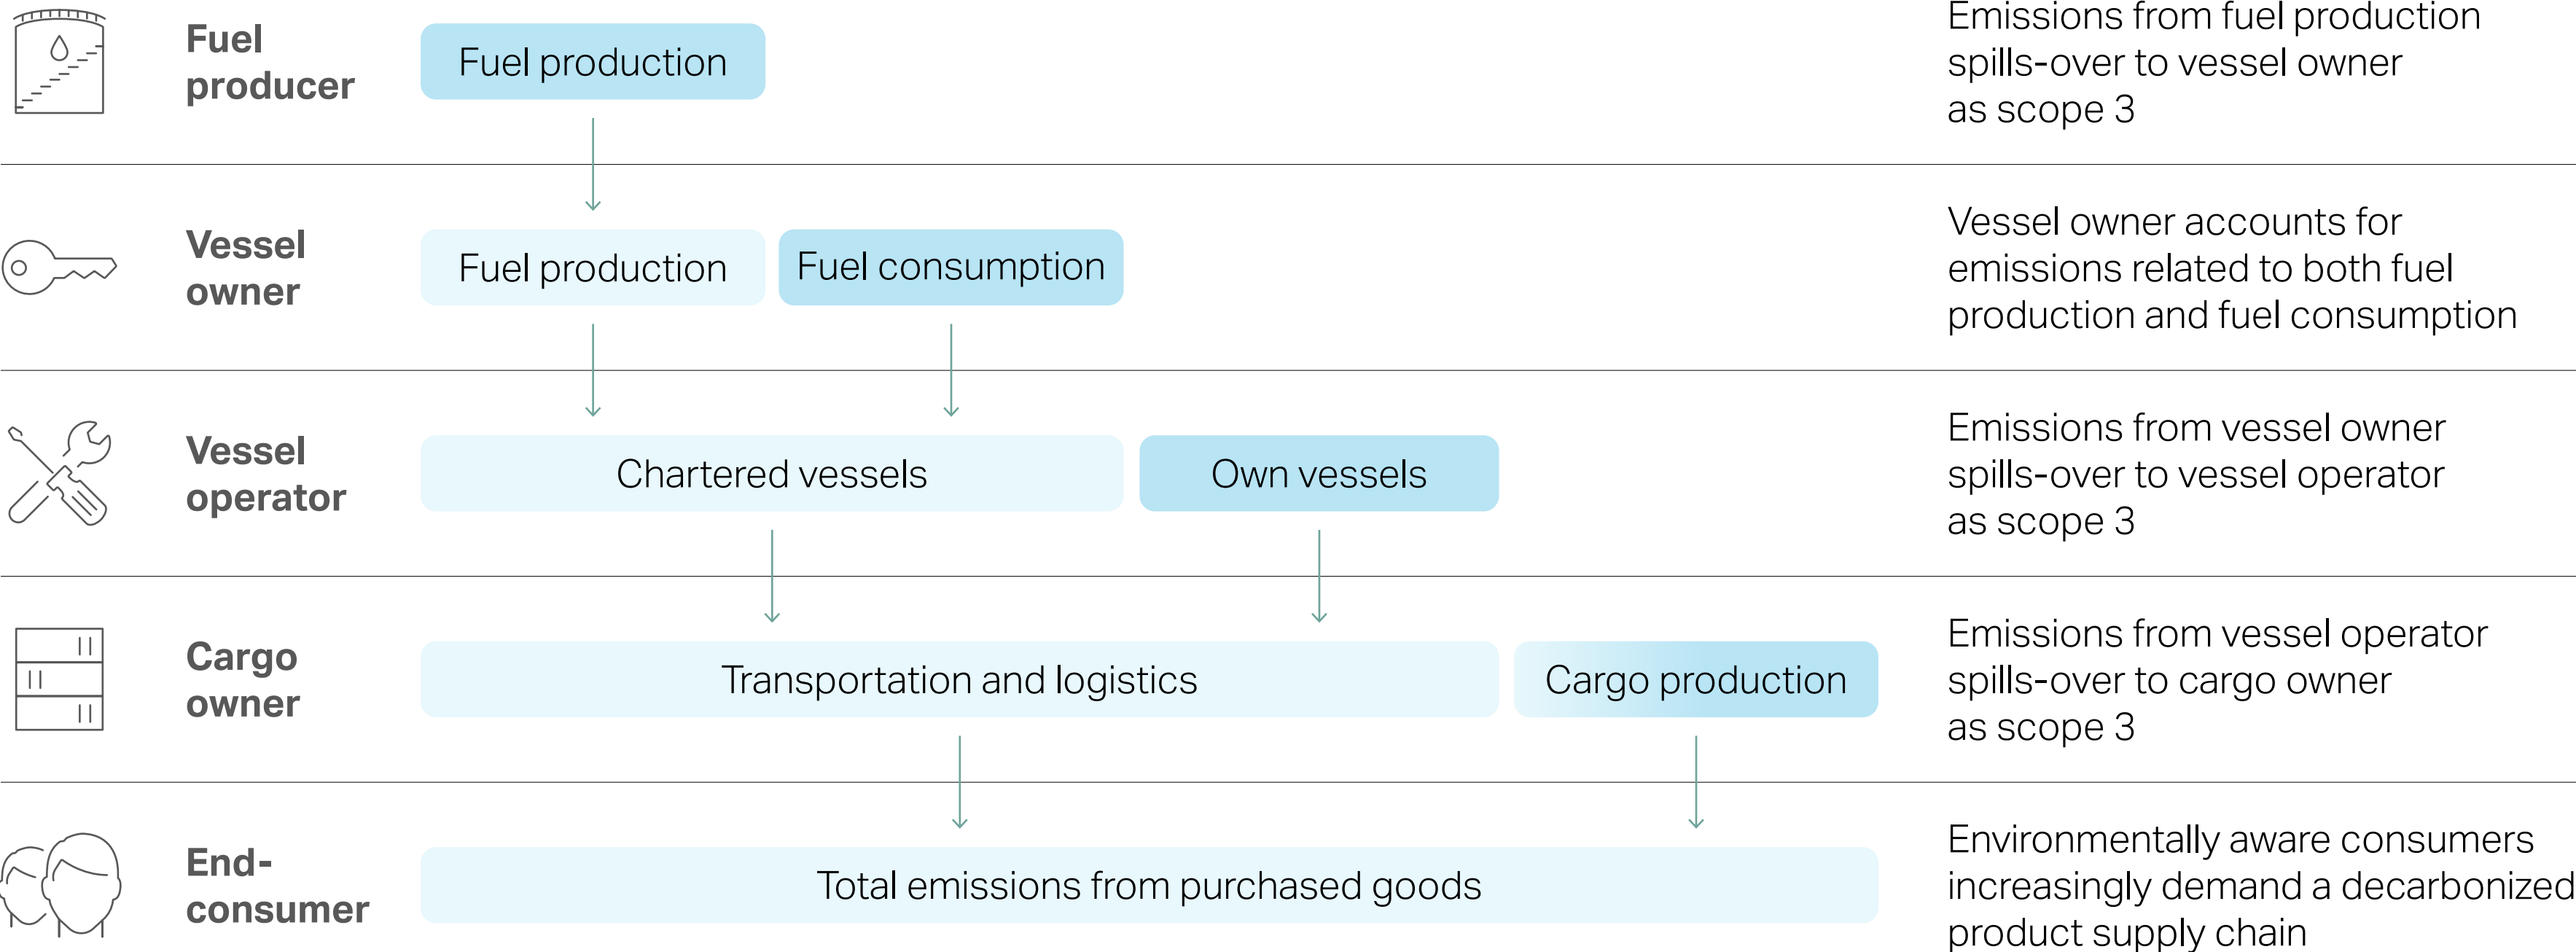 Fuel
producer
Fuel production
Emissions from fuel production
spills-over to vessel owner
as scope 3
Vessel
owner
Fuel production
Fuel consumption
Vessel owner accounts for
emissions related to both fuel
production and fuel consumption
Vessel
operator
Chartered vessels
Own vessels
Emissions from vessel owner
spills-over to vessel operator
as scope 3
Cargo
owner
Transportation and logistics
Cargo production
Emissions from vessel operator
spills-over to cargo owner
as scope 3
End-
consumer
Total emissions from purchased goods
Environmentally aware consumers
increasingly demand a decarbonized
product supply chain